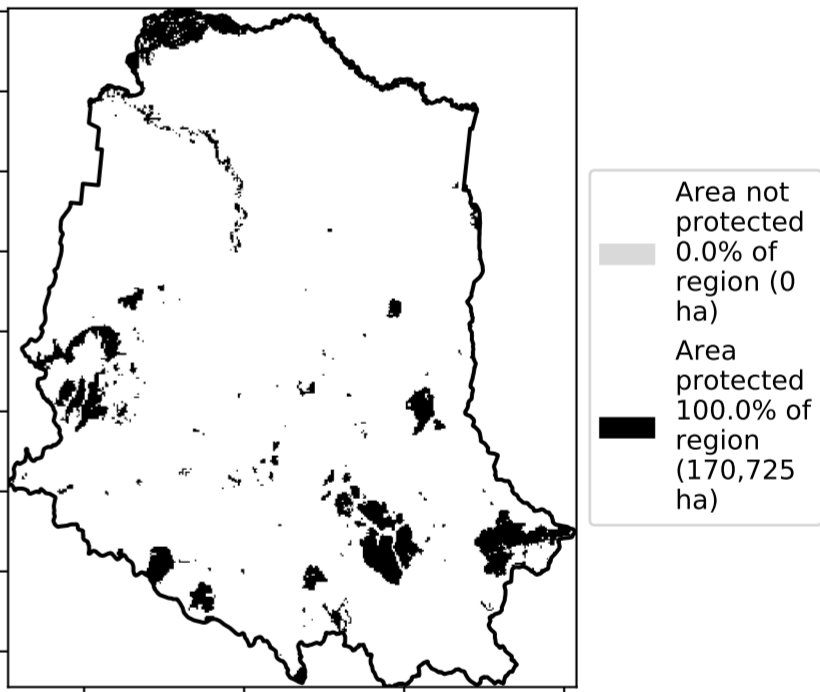 Area not
protected
0.0% of
region (0
ha)
Area
protected
100.0% of
region
(170,725
ha)